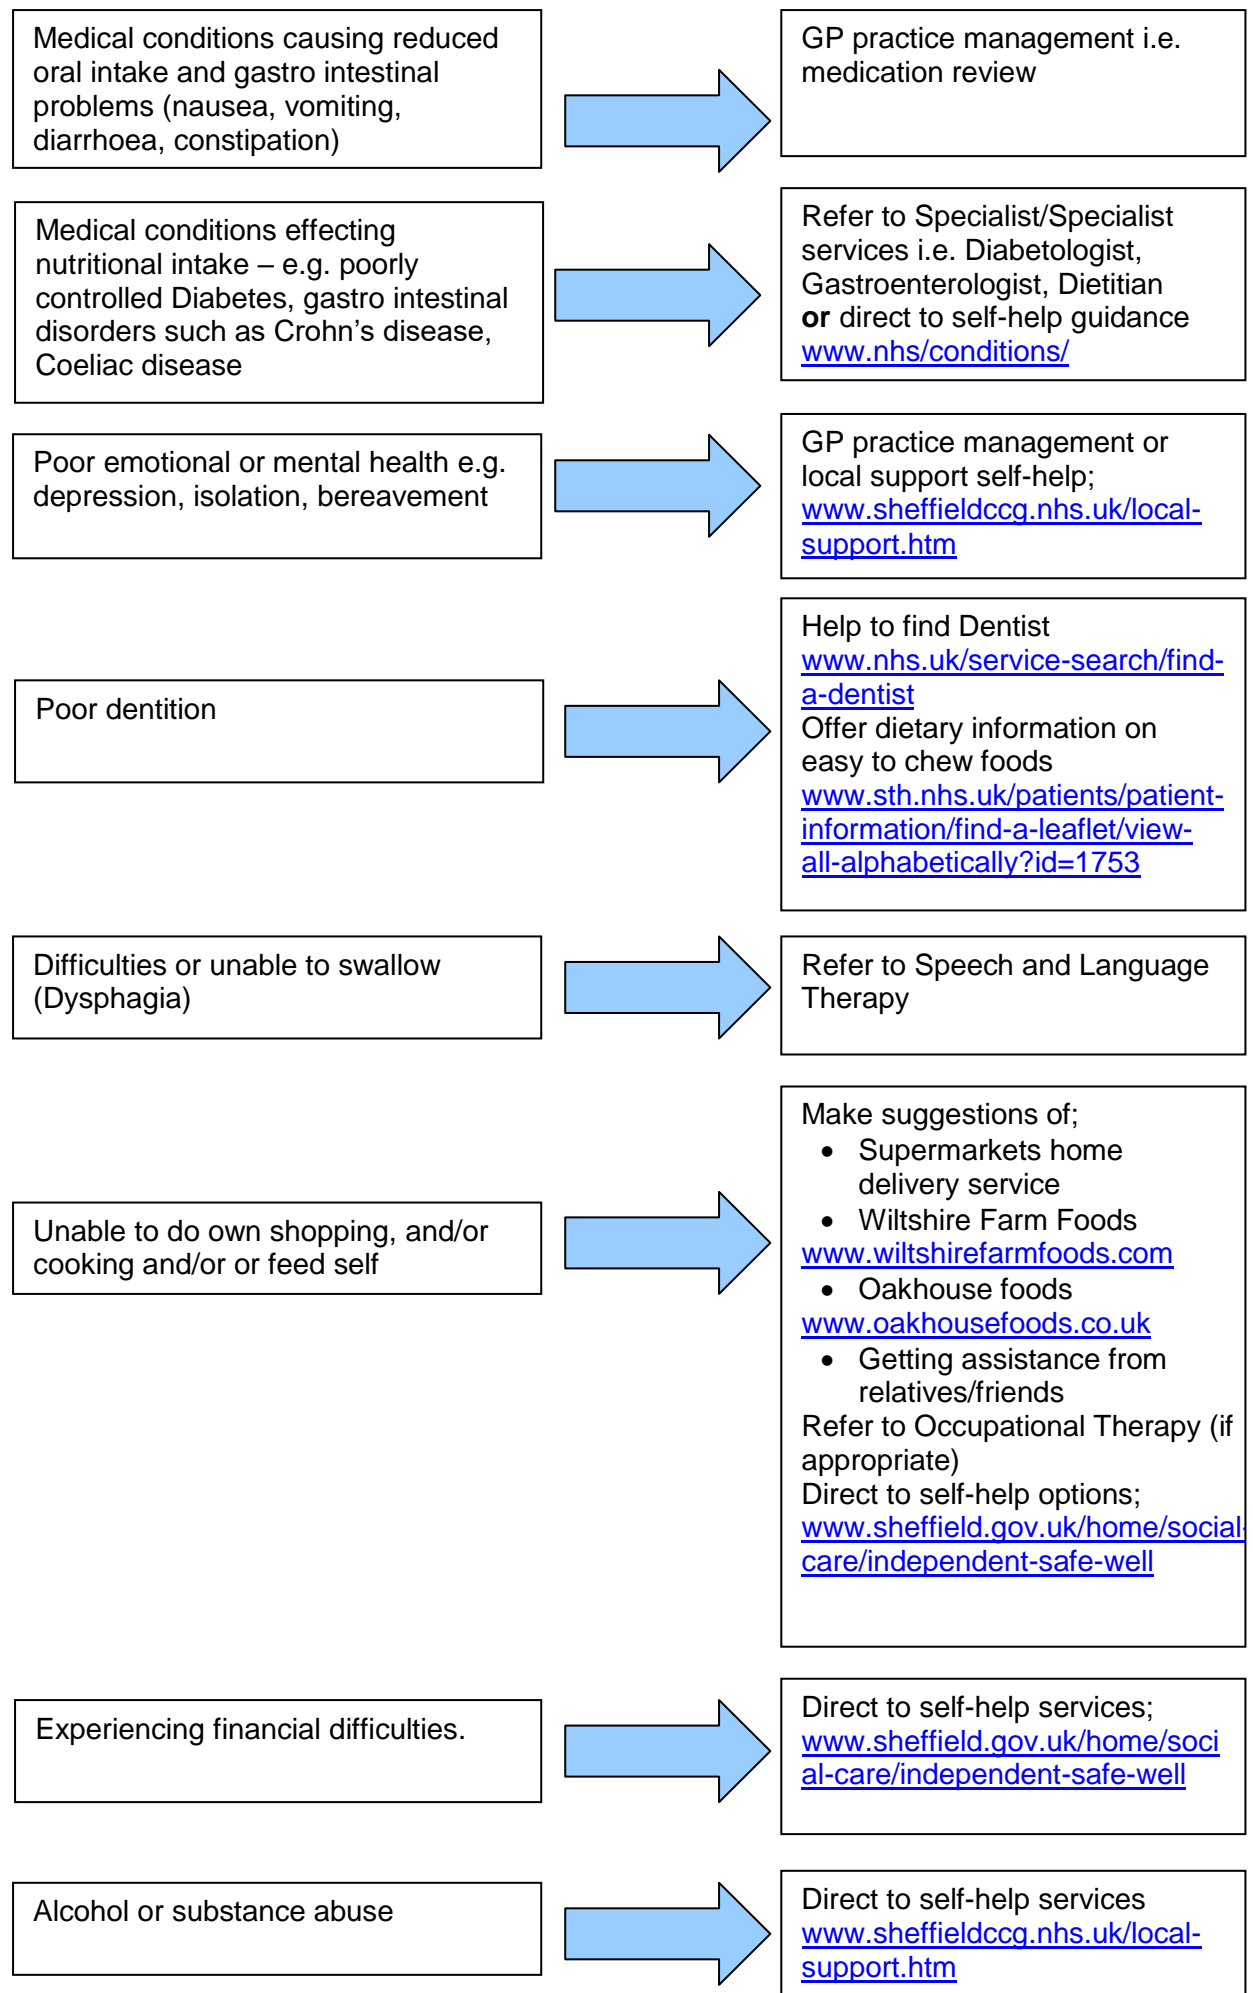 Medical conditions causing reduced
oral intake and gastro intestinal
problems (nausea, vomiting,
diarrhoea, constipation)
GP practice management i.e.
medication review
Medical conditions effecting
nutritional intake – e.g. poorly
controlled Diabetes, gastro intestinal
disorders such as Crohn’s disease,
Coeliac disease
Refer to Specialist/Specialist
services i.e. Diabetologist,
Gastroenterologist, Dietitian
or direct to self-help guidance
www.nhs/conditions/
Poor emotional or mental health e.g.
depression, isolation, bereavement
GP practice management or
local support self-help;
www.sheffieldccg.nhs.uk/local-
support.htm
Poor dentition
Help to find Dentist
www.nhs.uk/service-search/find-
a-dentist
Offer dietary information on
easy to chew foods
www.sth.nhs.uk/patients/patient-
information/find-a-leaflet/view-
all-alphabetically?id=1753
Difficulties or unable to swallow
(Dysphagia)
Refer to Speech and Language
Therapy
Unable to do own shopping, and/or
cooking and/or or feed self
Make suggestions of;
• Supermarkets home
delivery service
• Wiltshire Farm Foods
www.wiltshirefarmfoods.com
• Oakhouse foods
www.oakhousefoods.co.uk
• Getting assistance from
relatives/friends
Refer to Occupational Therapy (if
appropriate)
Direct to self-help options;
www.sheffield.gov.uk/home/social-
care/independent-safe-well
Experiencing financial difficulties.
Direct to self-help services;
www.sheffield.gov.uk/home/soci
al-care/independent-safe-well
Alcohol or substance abuse
Direct to self-help services
www.sheffieldccg.nhs.uk/local-
support.htm